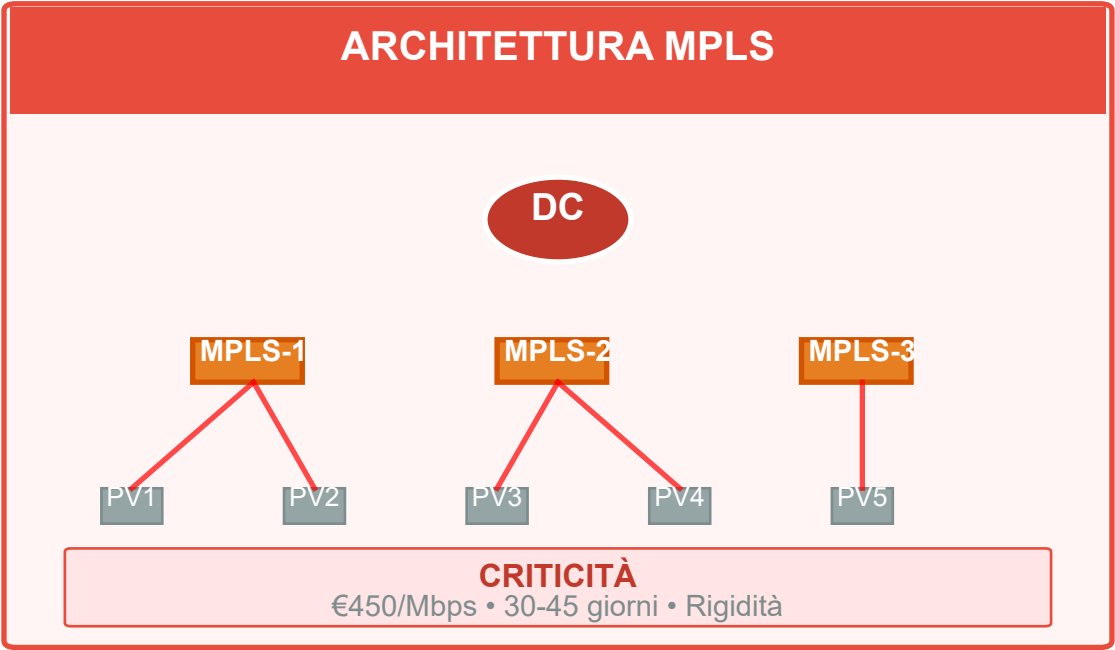 ARCHITETTURA MPLS
DC
MPLS-1
MPLS-2
MPLS-3
PV1
PV2
PV3
PV4
PV5
CRITICITÀ
€450/Mbps • 30-45 giorni • Rigidità